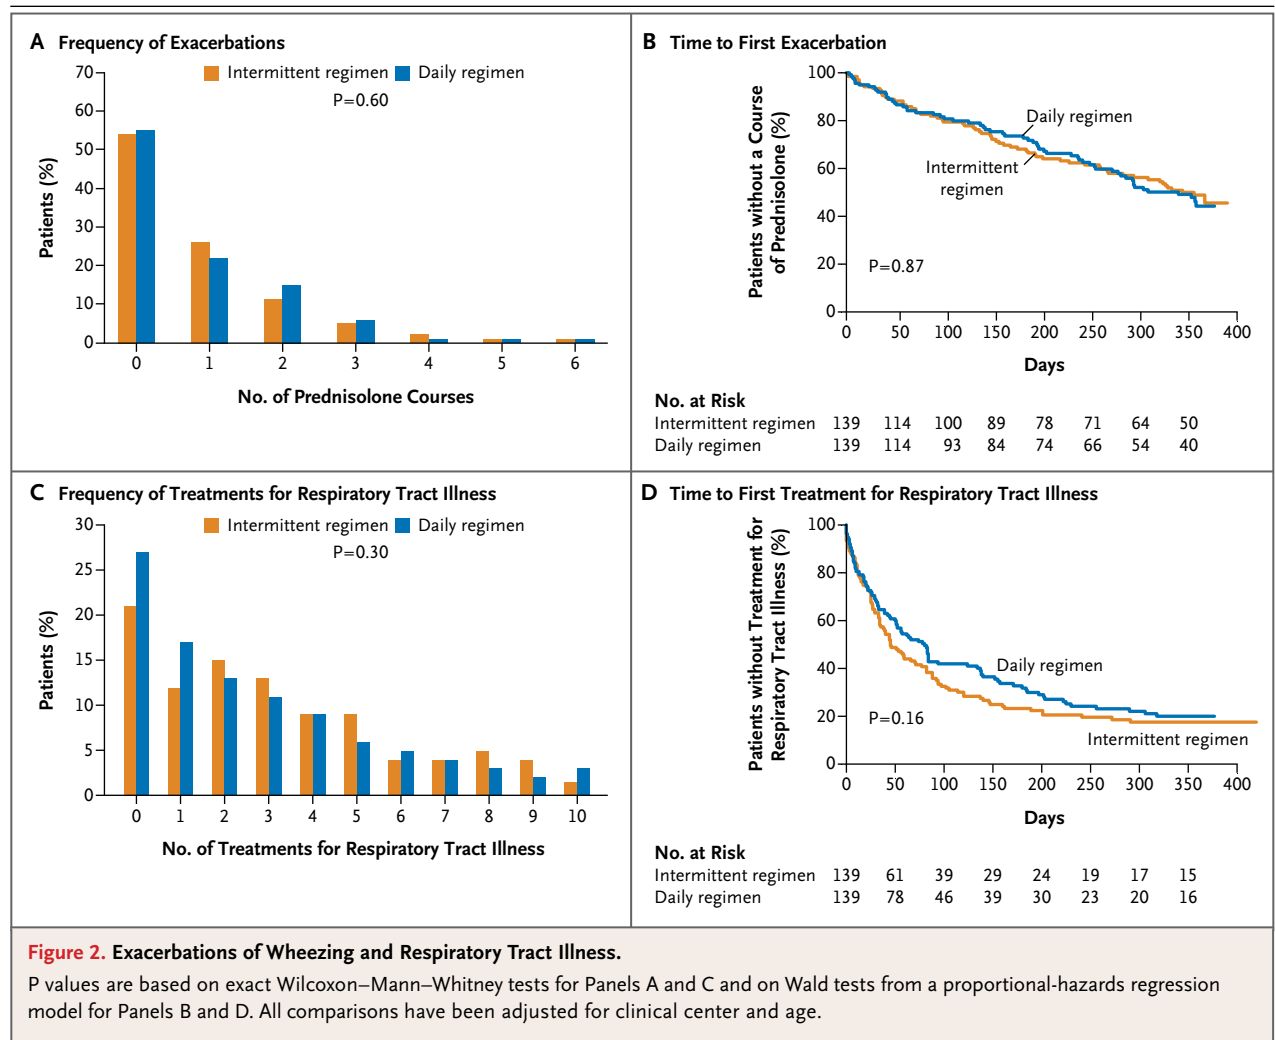 A Frequency of Exacerbations
Intermittent regimen Daily regimen
P=0.60
70
60
50
40
30
20
10
0
Patients (%)
0 1 2 3 4 5 6
No. of Prednisolone Courses
B Time to First Exacerbation
Patients without a Course
of Prednisolone (%)
100
80
60
40
20
0
Daily regimen
Intermittent
regimen
P=0.87
0 50 100 150 200 250 300 350 400
Days
No. at Risk
Intermittent regimen 139 114 100 89 78 71 64 50
Daily regimen 139 114 93 84 74 66 54 40
C Frequency of Treatments for Respiratory Tract Illness
Intermittent regimen Daily regimen
P=0.30
30
25
20
15
10
5
0
Patients (%)
0 1 2 3 4 5 6 7 8 9 10
No. of Treatments for Respiratory Tract Illness
D Time to First Treatment for Respiratory Tract Illness
Patients without Treatment for
Respiratory Tract Illness (%)
100
80
60
40
20
0
Daily regimen
P=0.16
Intermittent regimen
0 50 100 150 200 250 300 350 400
Days
No. at Risk
Intermittent regimen 139 61 39 29 24 19 17 15
Daily regimen 139 78 46 39 30 23 20 16
Figure 2. Exacerbations of Wheezing and Respiratory Tract Illness.
P values are based on exact Wilcoxon–Mann–Whitney tests for Panels A and C and on Wald tests from a proportional-hazards regression
model for Panels B and D. All comparisons have been adjusted for clinical center and age.